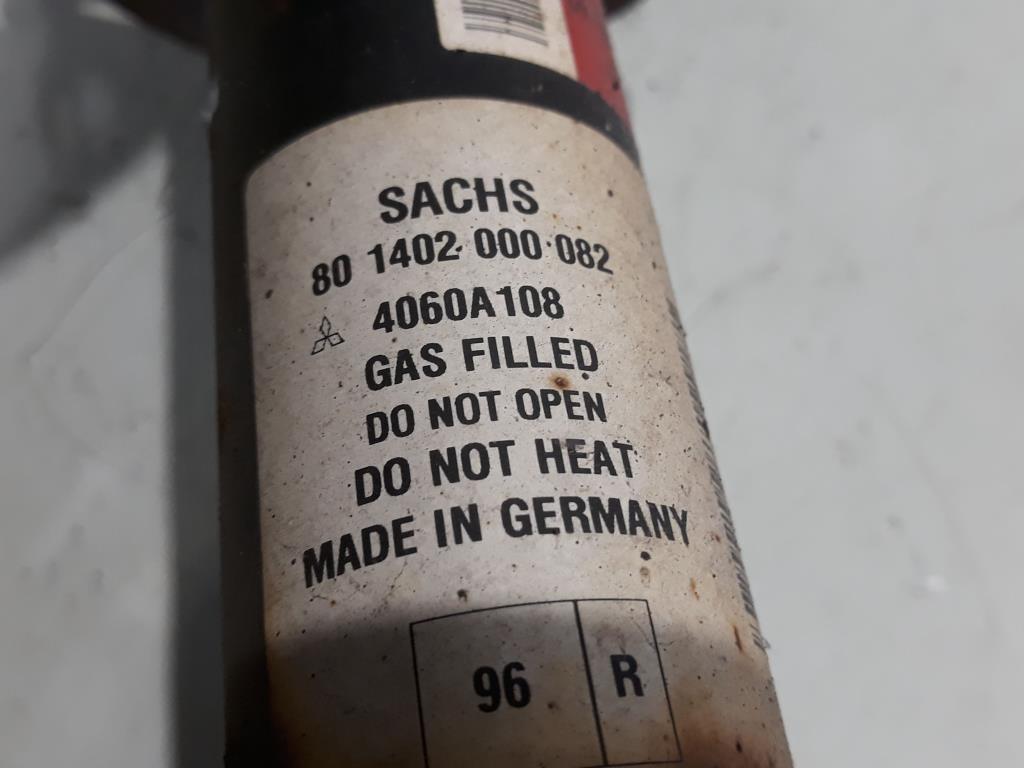 SACHS
80 1402 000 082
4060A108
GAS FILLED
DO NOT OPEN
DO NOT HEAT
MADE IN GERMANY
96 R